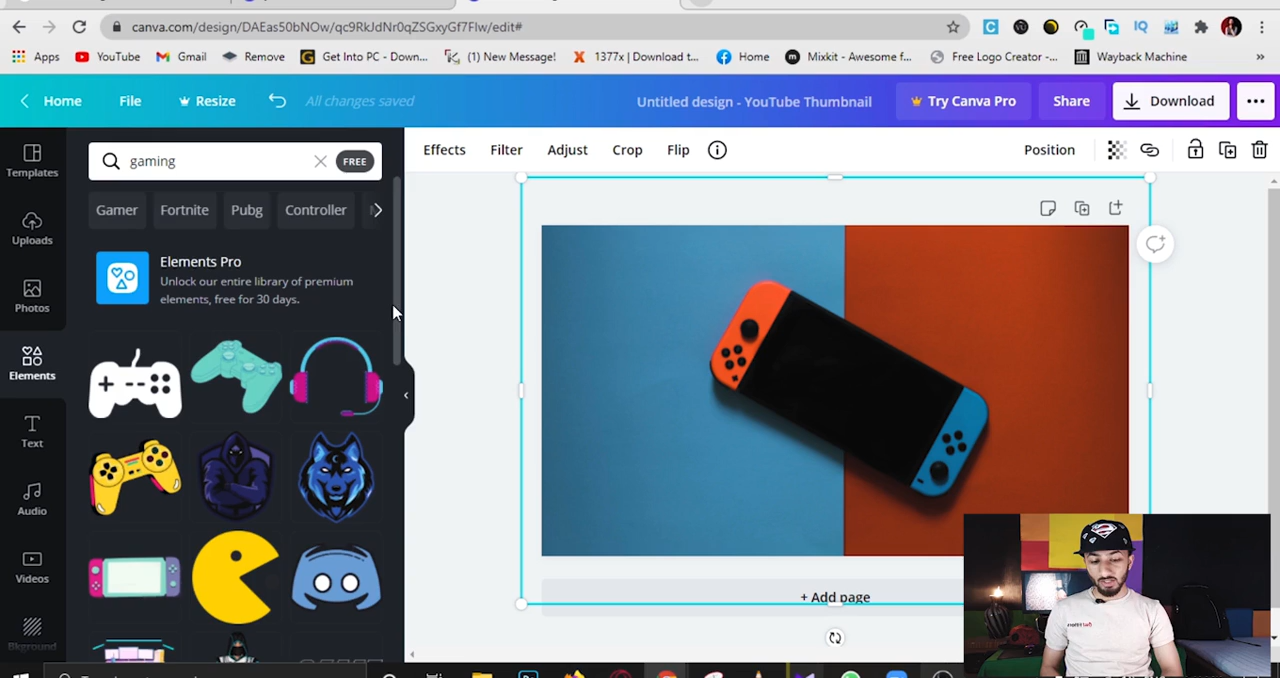 canva.com/design/DAEas50bNOw/qc9RkJdNr0qZSGxyGf7Flw/edit#
Apps YouTube Gmail Remove Get Into PC - Down... (1) New Message! 1377x | Download t... Home Mixkit - Awesome f... Free Logo Creator -... Wayback Machine »
Home File Resize All changes saved Untitled design - YouTube Thumbnail Try Canva Pro Share Download
Effects Filter Adjust Crop Flip Position
gaming FREE
Templates
Gamer Fortnite Pubg Controller
Uploads
Elements Pro
Unlock our entire library of premium
elements, free for 30 days.
Photos
Elements
Text
Audio
Videos
Bkground
+ Add page